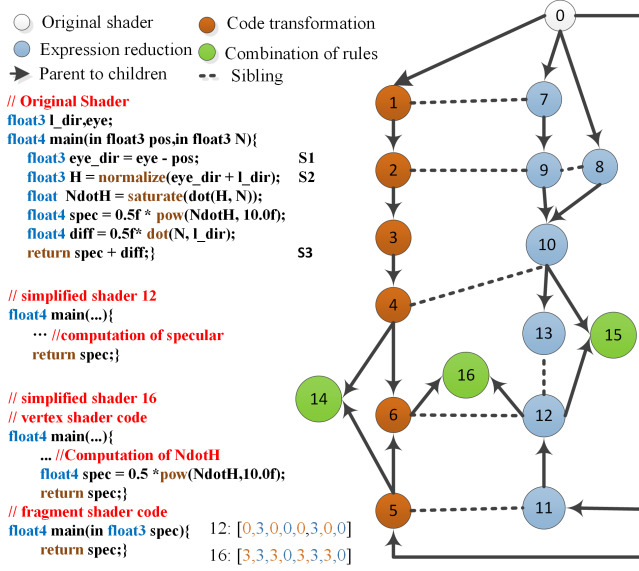 Original shader
Code transformation
Expression reduction
Combination of rules
Parent to children
Sibling
// Original Shader
float3 l_dir,eye;
float4 main(in float3 pos,in float3 N){
float3 eye_dir = eye - pos; S1
float3 H = normalize(eye_dir + l_dir); S2
float NdotH = saturate(dot(H, N));
float4 spec = 0.5f * pow(NdotH, 10.0f);
float4 diff = 0.5f* dot(N, l_dir);
return spec + diff;} S3
// simplified shader 12
float4 main(...){
··· //computation of specular
return spec;}
// simplified shader 16
// vertex shader code
float4 main(...){
... //Computation of NdotH
float4 spec = 0.5 *pow(NdotH,10.0f);
return spec;}
// fragment shader code
float4 main(in float3 spec){
return spec;}
12: [0,3,0,0,0,3,0,0]
16: [3,3,3,0,3,3,3,0]
0
1
7
2
9
8
3
10
4
13
15
16
14
6
12
5
11